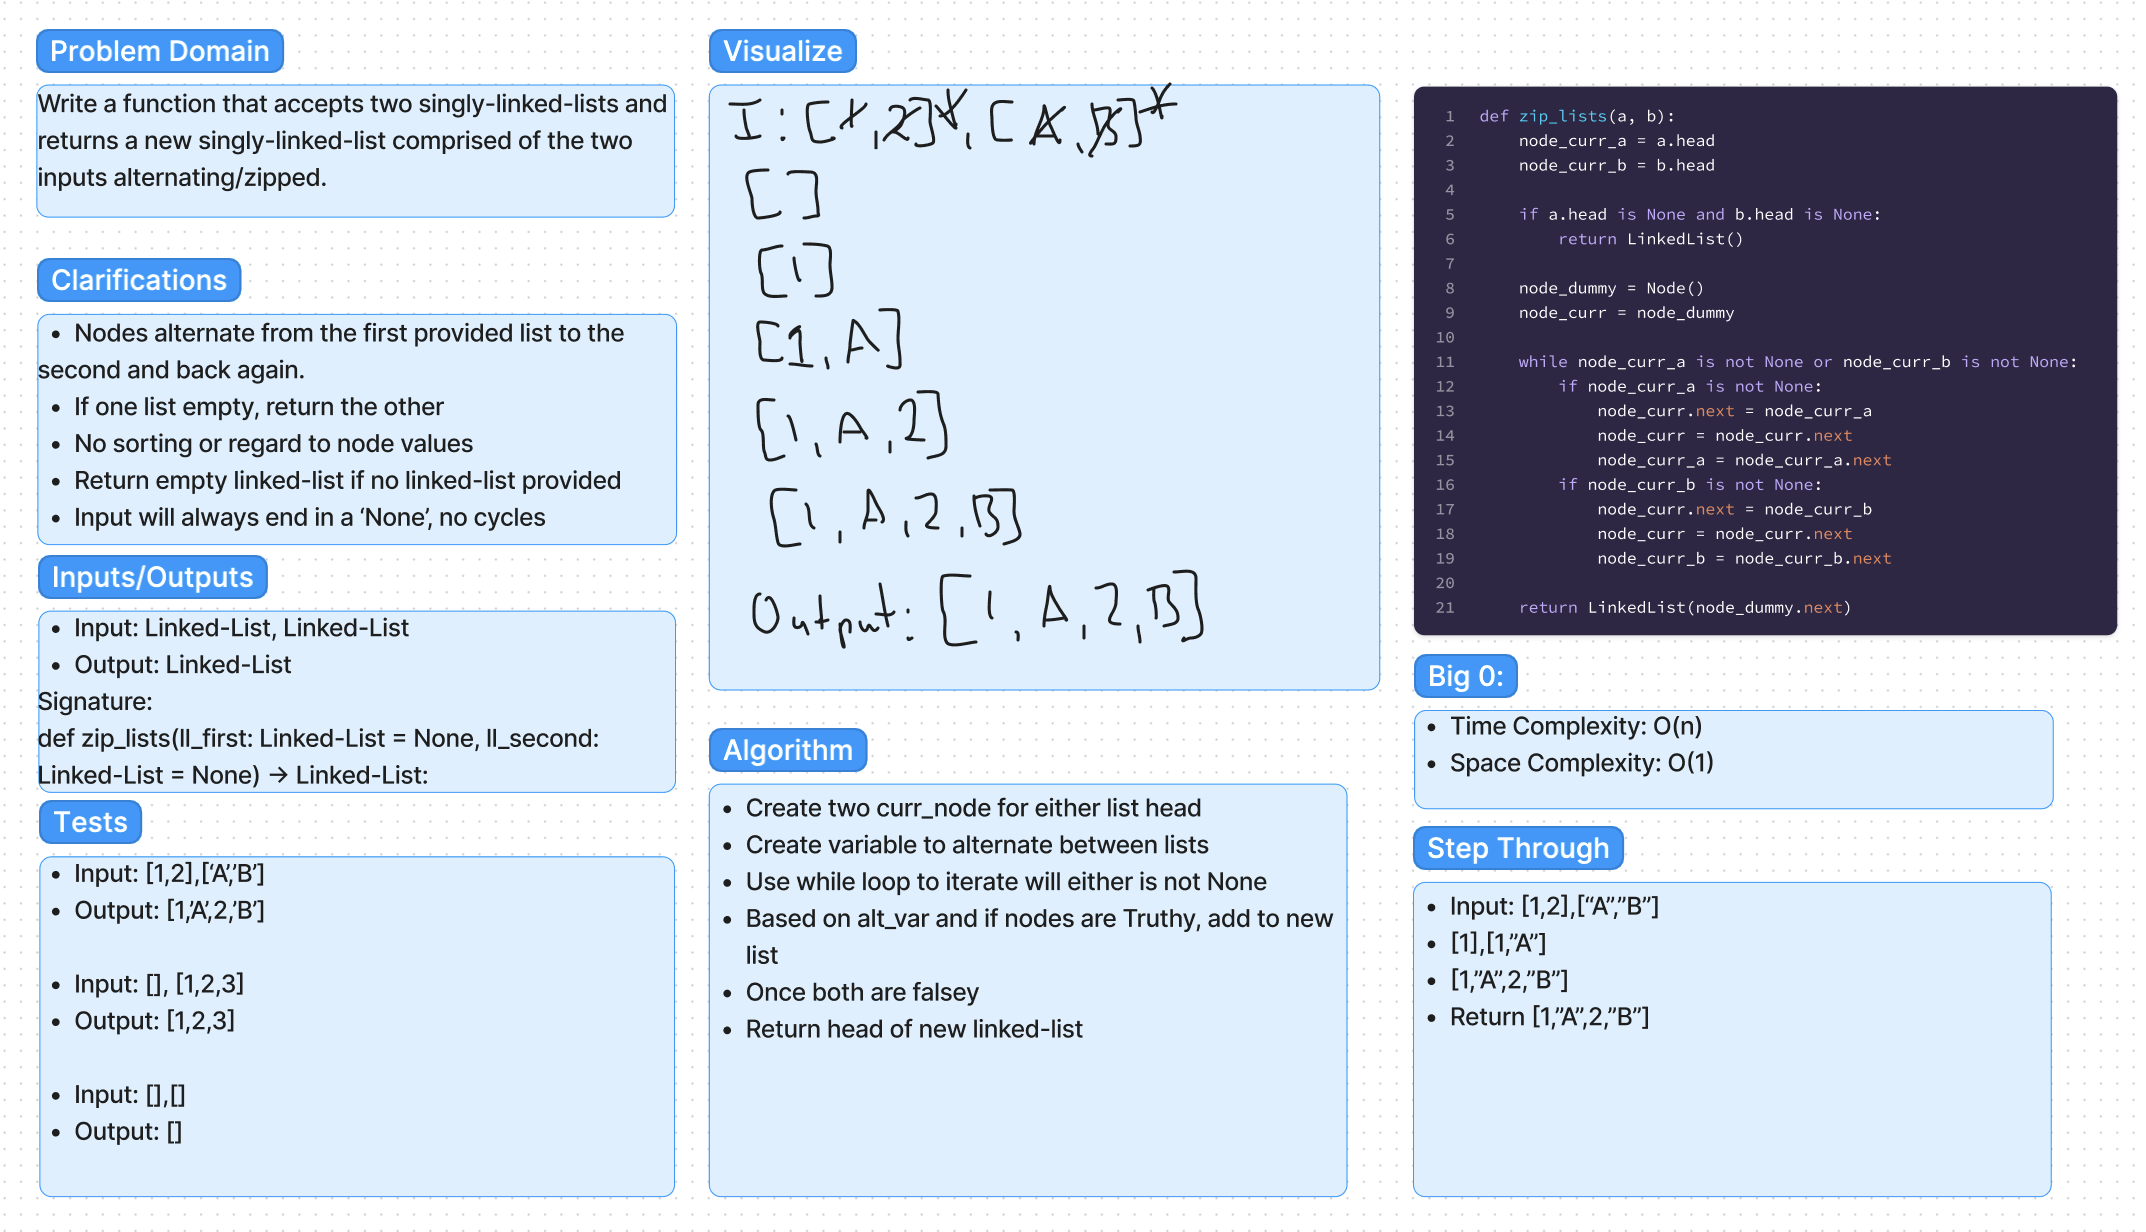 Problem Domain
Write a function that accepts two singly-linked-lists and
returns a new singly-linked-list comprised of the two
inputs alternating/zipped.
Clarifications
• Nodes alternate from the first provided list to the
second and back again.
• If one list empty, return the other
• No sorting or regard to node values
• Return empty linked-list if no linked-list provided
• Input will always end in a ‘None’, no cycles
Inputs/Outputs
• Input: Linked-List, Linked-List
• Output: Linked-List
Signature:
def zip_lists(ll_first: Linked-List = None, ll_second:
Linked-List = None) → Linked-List:
Tests
• Input: [1,2],[‘A’,’B’]
• Output: [1,’A’,2,’B’]
• Input: [], [1,2,3]
• Output: [1,2,3]
• Input: [],[]
• Output: []
Visualize
I: [1,2], [A,B]
[ ]
[1]
[1, A]
[1, A, 2]
[1, A, 2, B]
Output: [1, A, 2, B]
Algorithm
• Create two curr_node for either list head
• Create variable to alternate between lists
• Use while loop to iterate will either is not None
• Based on alt_var and if nodes are Truthy, add to new
list
• Once both are falsey
• Return head of new linked-list
1 def zip_lists(a, b):
2 node_curr_a = a.head
3 node_curr_b = b.head
4
5 if a.head is None and b.head is None:
6 return LinkedList()
7
8 node_dummy = Node()
9 node_curr = node_dummy
10
11 while node_curr_a is not None or node_curr_b is not None:
12 if node_curr_a is not None:
13 node_curr.next = node_curr_a
14 node_curr = node_curr.next
15 node_curr_a = node_curr_a.next
16 if node_curr_b is not None:
17 node_curr.next = node_curr_b
18 node_curr = node_curr.next
19 node_curr_b = node_curr_b.next
20
21 return LinkedList(node_dummy.next)
Big 0:
• Time Complexity: O(n)
• Space Complexity: O(1)
Step Through
• Input: [1,2],[“A”,”B”]
• [1],[1,”A”]
• [1,”A”,2,”B”]
• Return [1,”A”,2,”B”]